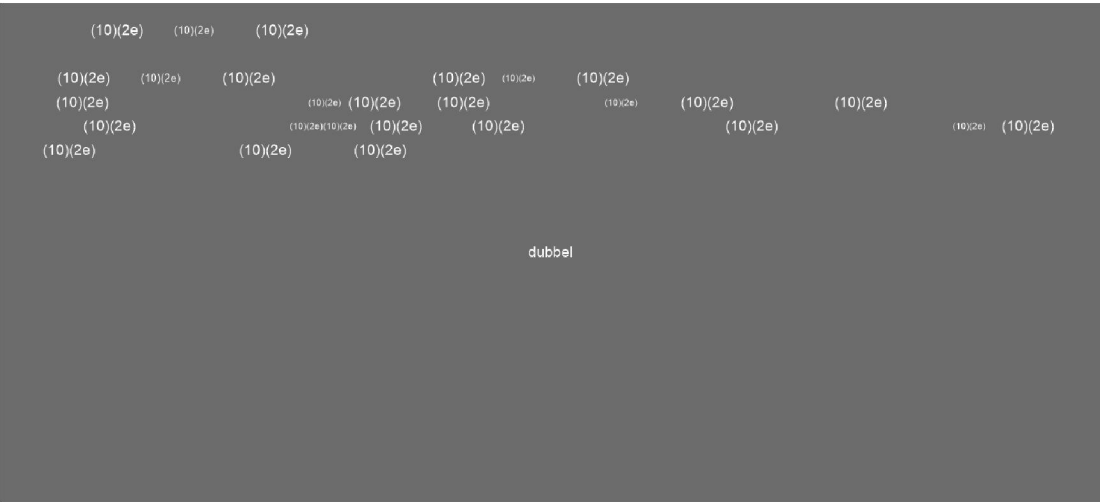 (10)(2e) (10)(2e) (10)(2e)
(10)(2e) (10)(2e) (10)(2e) (10)(2e) (10)(2e) (10)(2e)
(10)(2e) (10)(2e) (10)(2e) (10)(2e) (10)(2e) (10)(2e) (10)(2e)
(10)(2e) (10)(2e)(10)(2e) (10)(2e) (10)(2e) (10)(2e) (10)(2e) (10)(2e)
(10)(2e) (10)(2e) (10)(2e)
dubbel